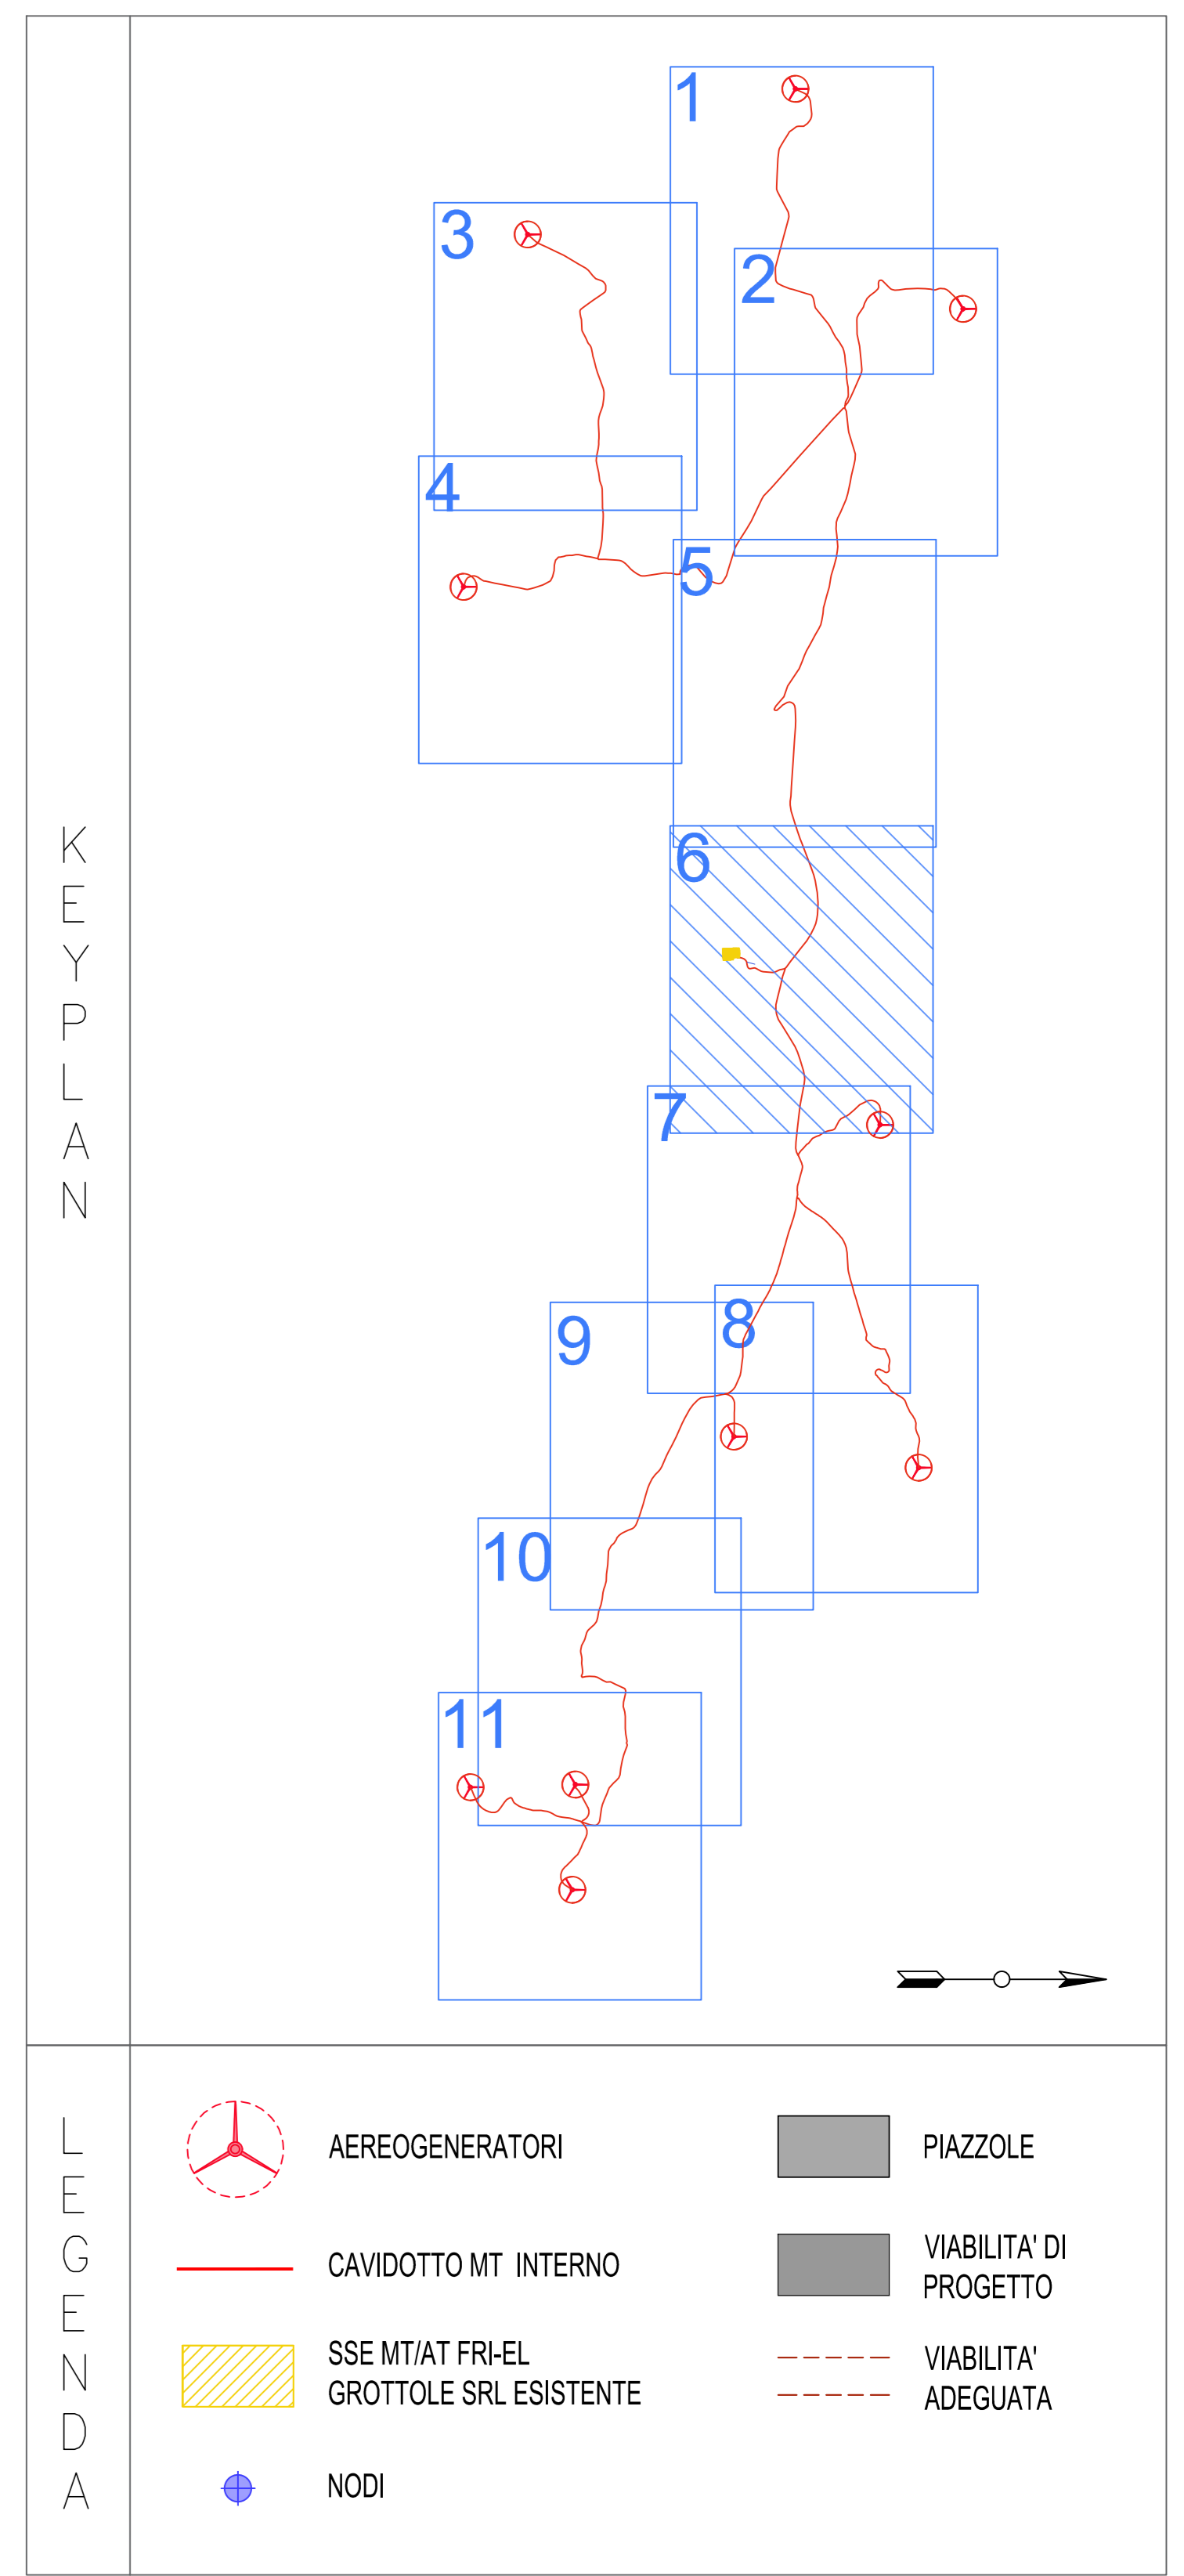 KEYPLAN
1
2
3
4
5
6
7
8
9
10
11
LEGENDA
AEREOGENERATORI
CAVIDOTTO MT INTERNO
SSE MT/AT FRI-EL
GROTTOLE SRL ESISTENTE
NODI
PIAZZOLE
VIABILITA' DI
PROGETTO
VIABILITA'
ADEGUATA